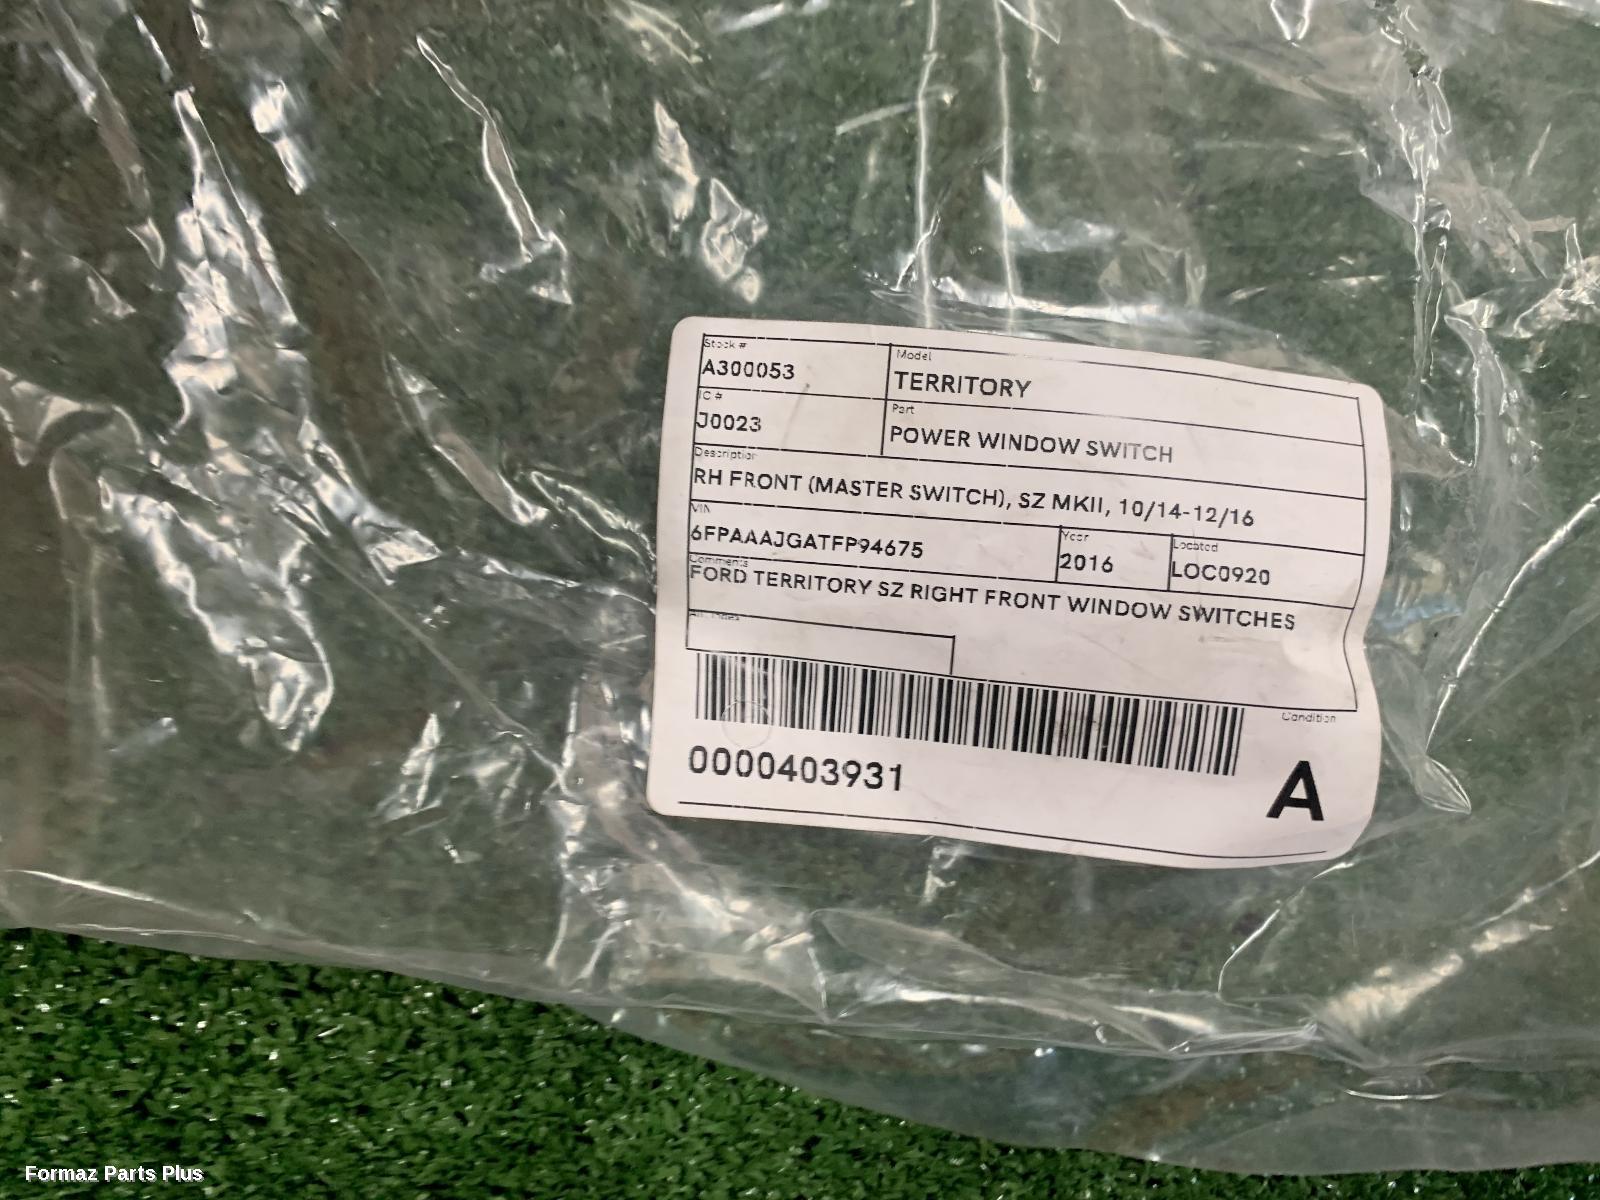 Stock #
A300053
Model
TERRITORY
IC #
J0023
Part
POWER WINDOW SWITCH
Description
RH FRONT (MASTER SWITCH), SZ MKII, 10/14-12/16
VIN
6FPAAAJGATFP94675
Year
2016
Located
LOC0920
Comments
FORD TERRITORY SZ RIGHT FRONT WINDOW SWITCHES
0000403931
Condition
A
Formaz Parts Plus